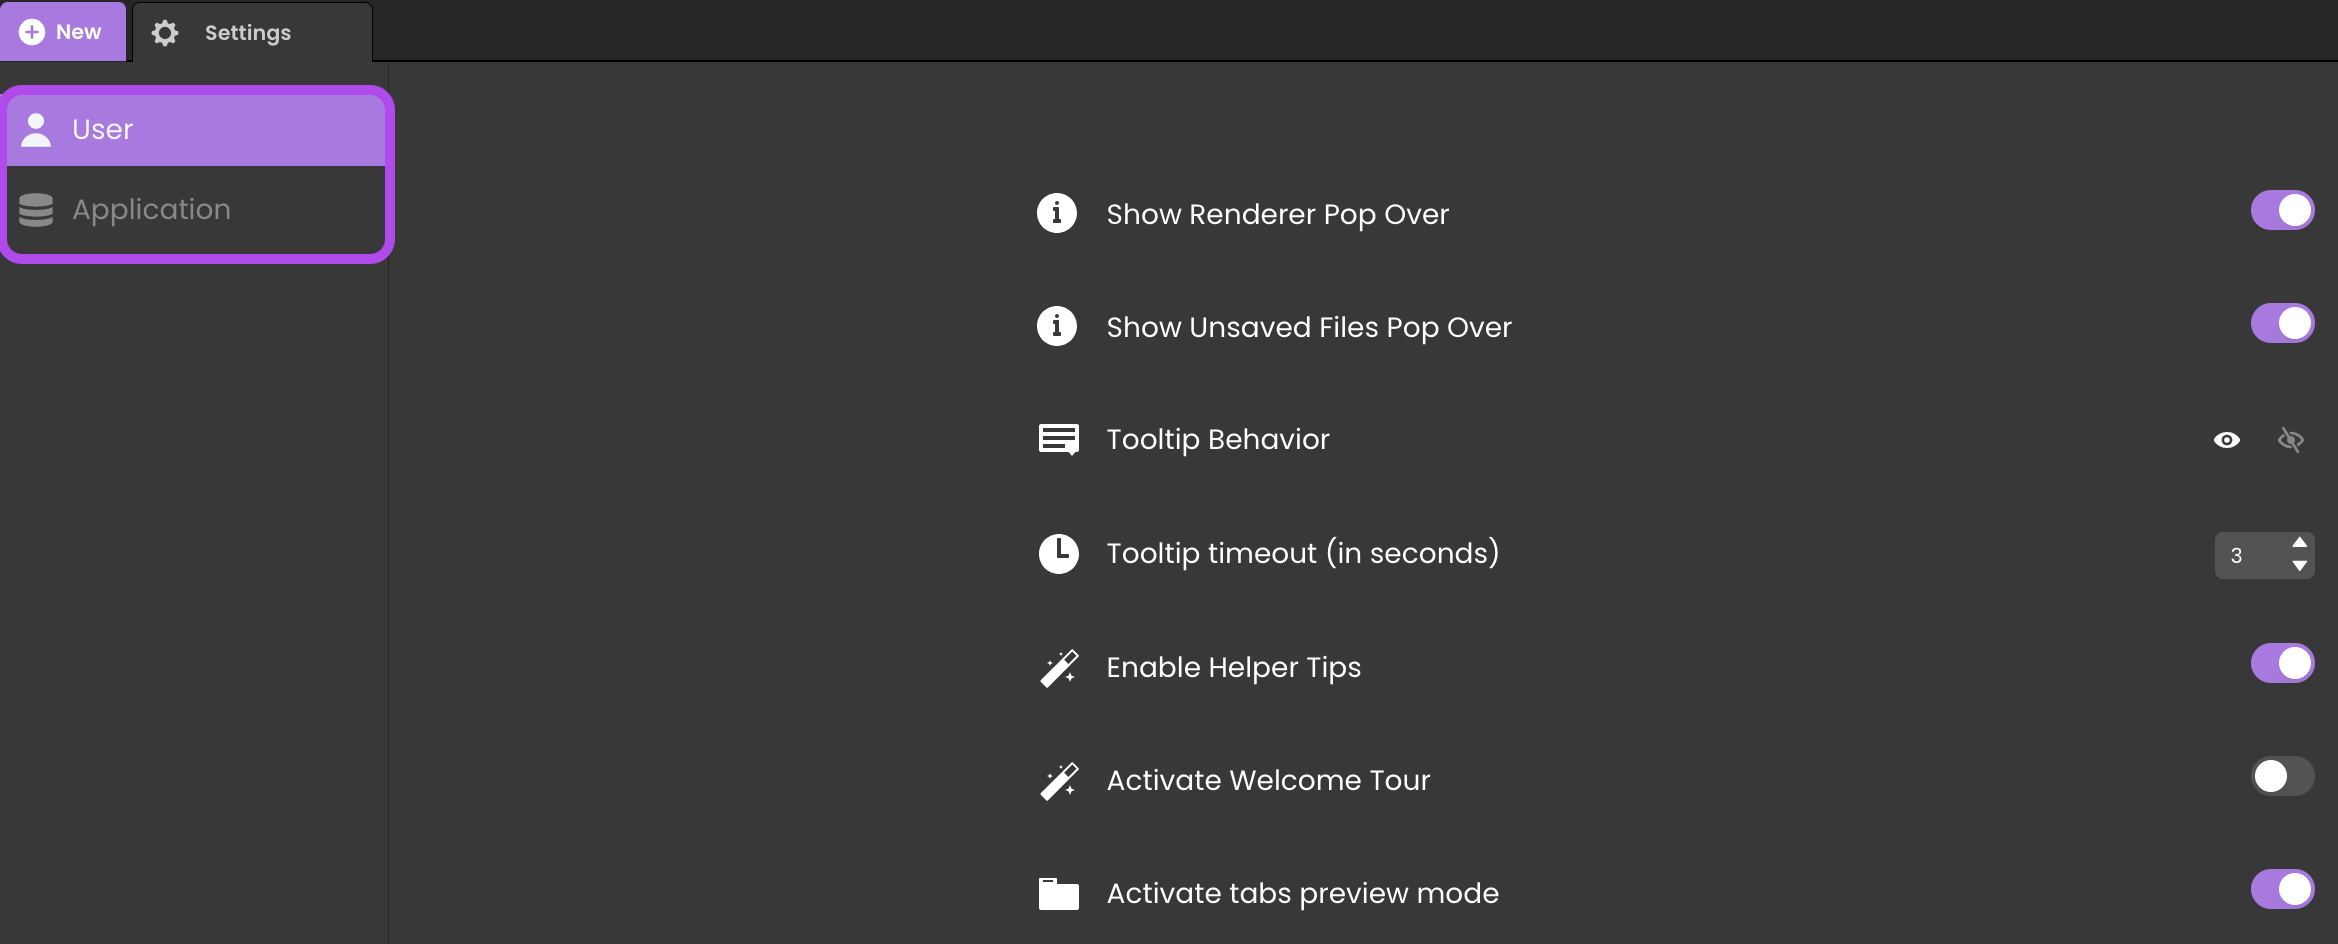 New
Settings
User
Application
Show Renderer Pop Over
Show Unsaved Files Pop Over
Tooltip Behavior
Tooltip timeout (in seconds)
3
Enable Helper Tips
Activate Welcome Tour
Activate tabs preview mode